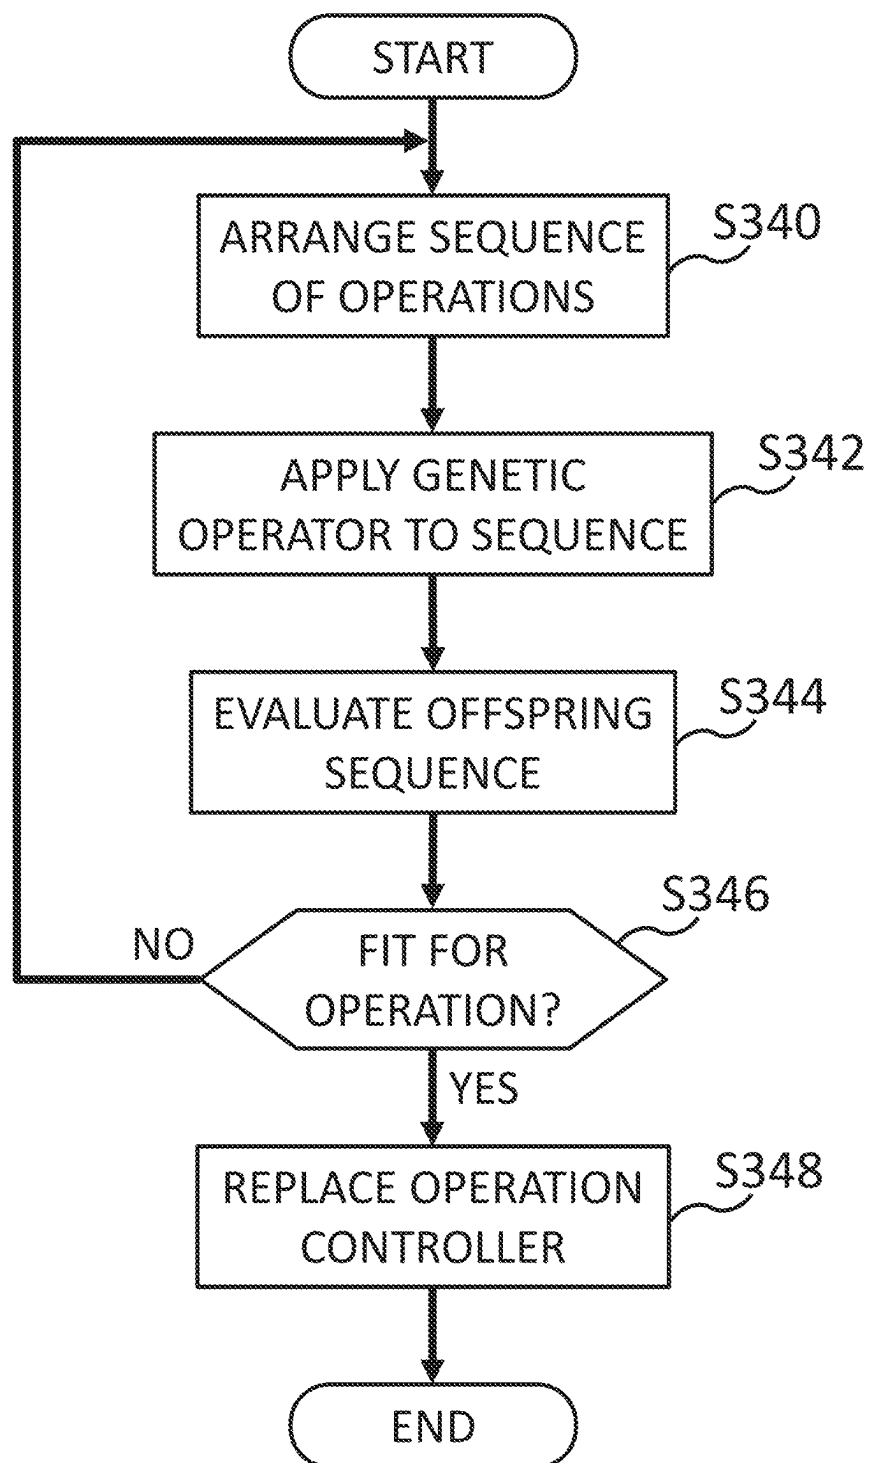 START
ARRANGE SEQUENCE
OF OPERATIONS
S340
APPLY GENETIC
OPERATOR TO SEQUENCE
S342
EVALUATE OFFSPRING
SEQUENCE
S344
FIT FOR
OPERATION?
S346
NO
YES
REPLACE OPERATION
CONTROLLER
S348
END